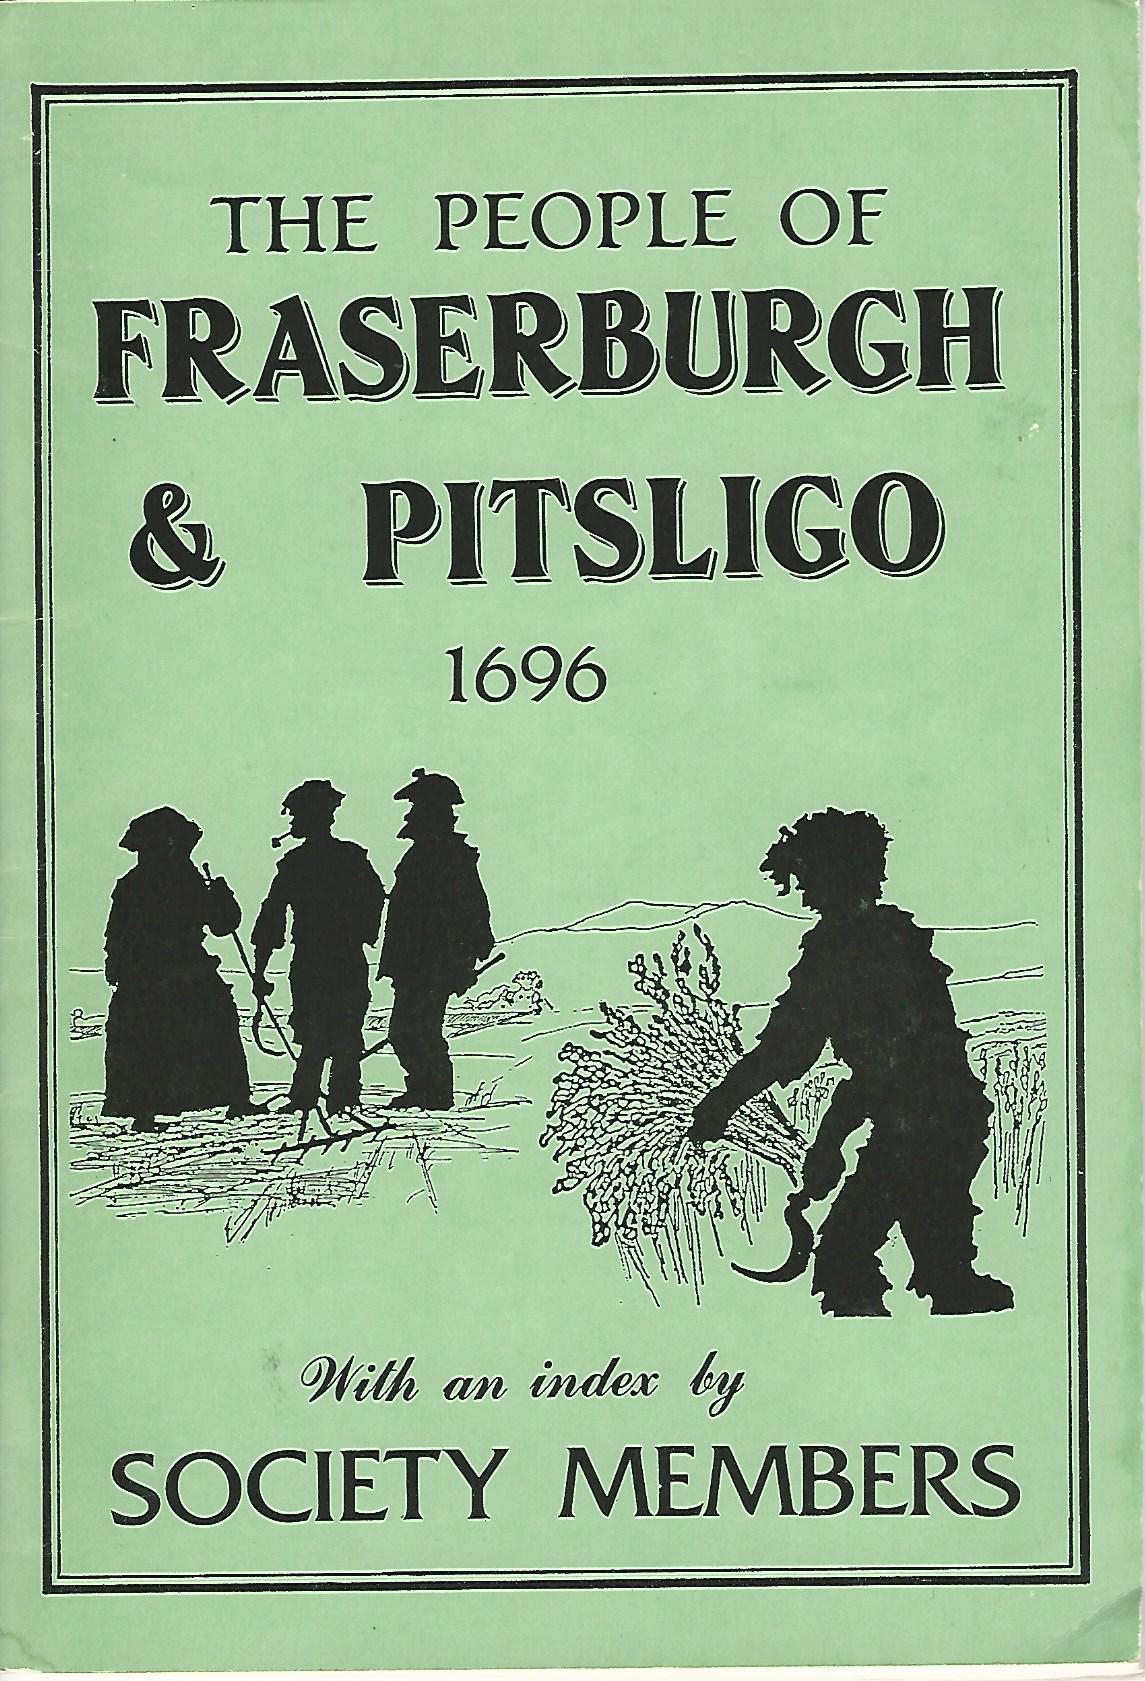 THE PEOPLE OF
FRASERBURGH
& PITSLIGO
1696
With an index by
SOCIETY MEMBERS